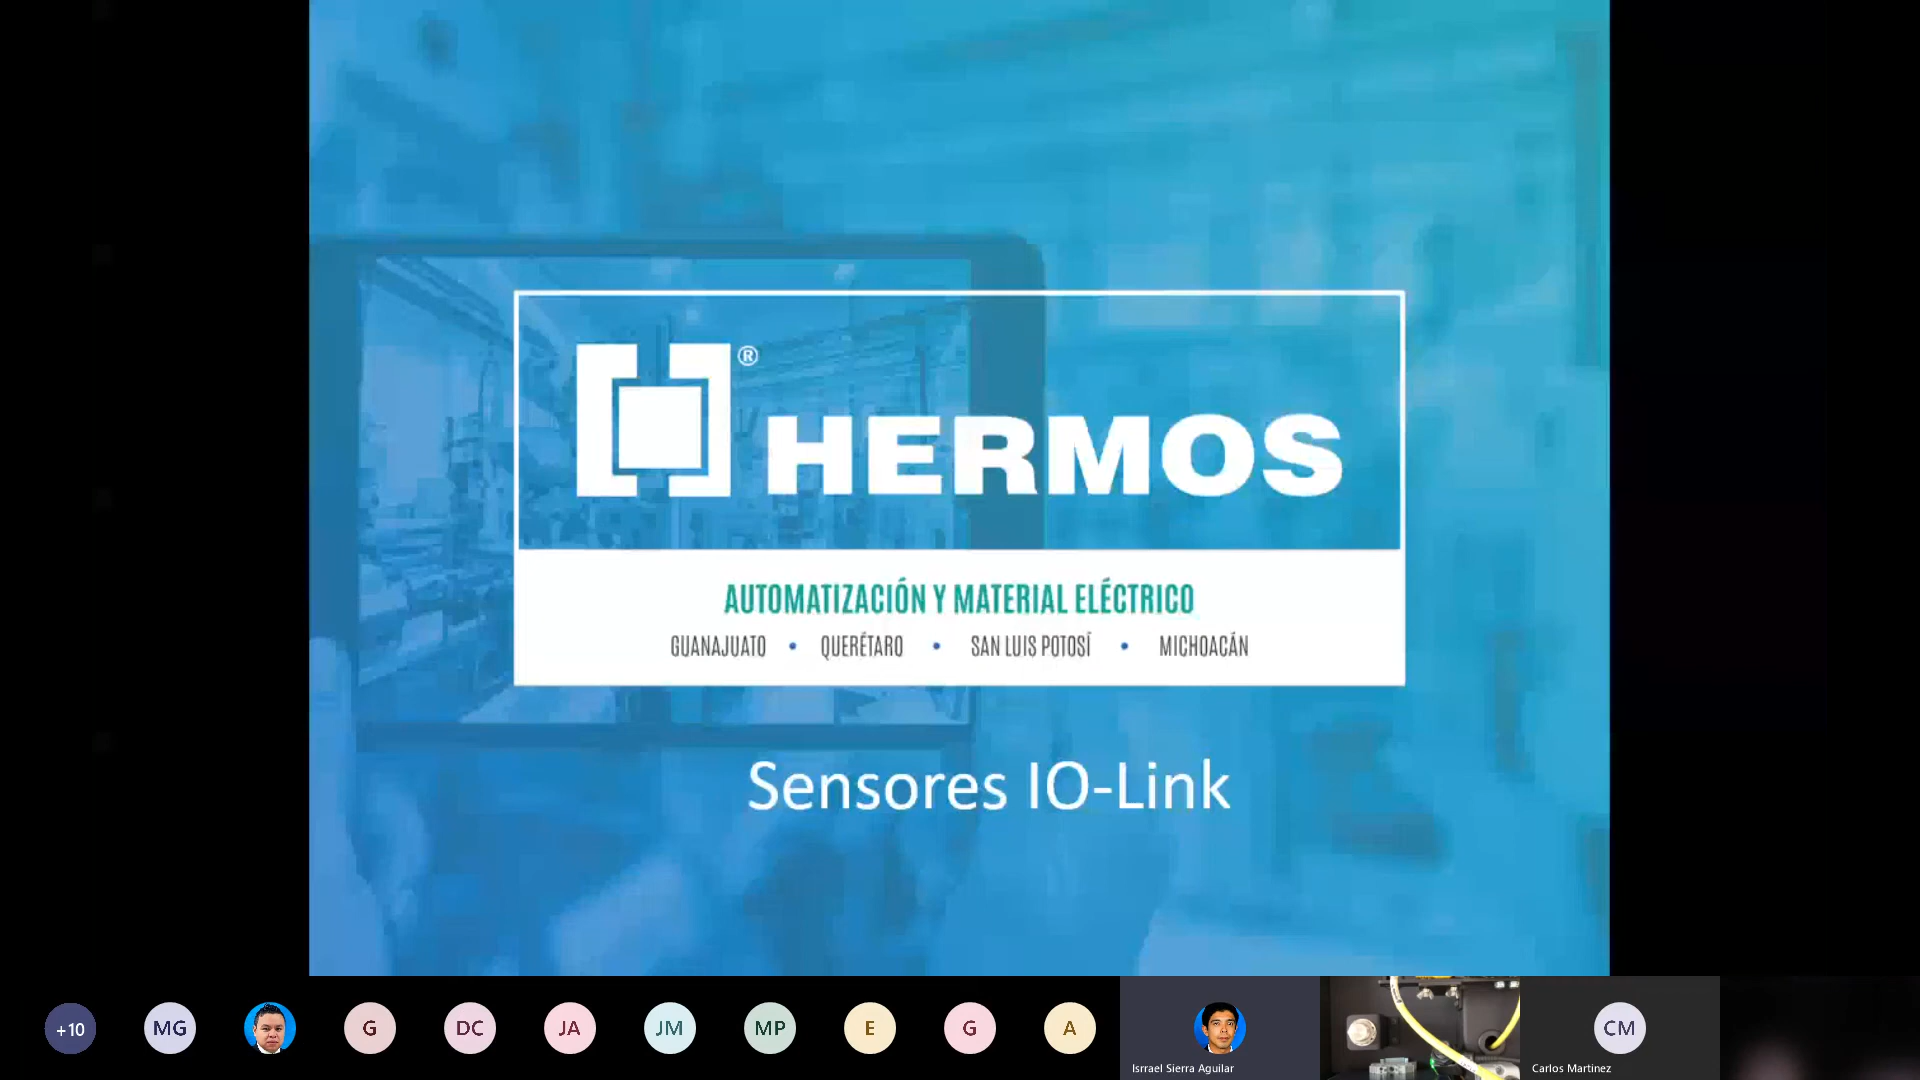 ®
HERMOS
AUTOMATIZACIÓN Y MATERIAL ELÉCTRICO
GUANAJUATO • QUERÉTARO • SAN LUIS POTOSÍ • MICHOACÁN
Sensores IO-Link
+10 MG G DC JA JM MP E G A CM
Isrrael Sierra Aguilar Carlos Martinez